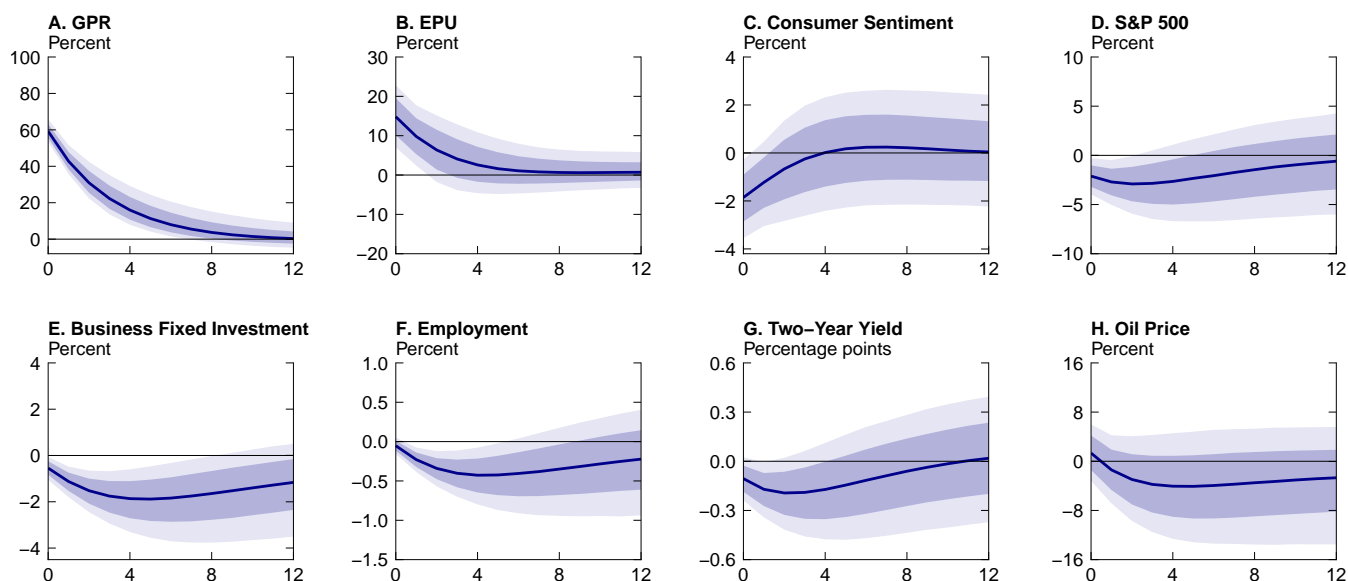 A. GPR
Percent
100
80
60
40
20
0
0 4 8 12
B. EPU
Percent
30
20
10
0
−10
−20
0 4 8 12
C. Consumer Sentiment
Percent
4
2
0
−2
−4
0 4 8 12
D. S&P 500
Percent
10
5
0
−5
−10
0 4 8 12
E. Business Fixed Investment
Percent
4
2
0
−2
−4
0 4 8 12
F. Employment
Percent
1.0
0.5
0.0
−0.5
−1.0
−1.5
0 4 8 12
G. Two−Year Yield
Percentage points
0.6
0.3
0.0
−0.3
−0.6
0 4 8 12
H. Oil Price
Percent
16
8
0
−8
−16
0 4 8 12